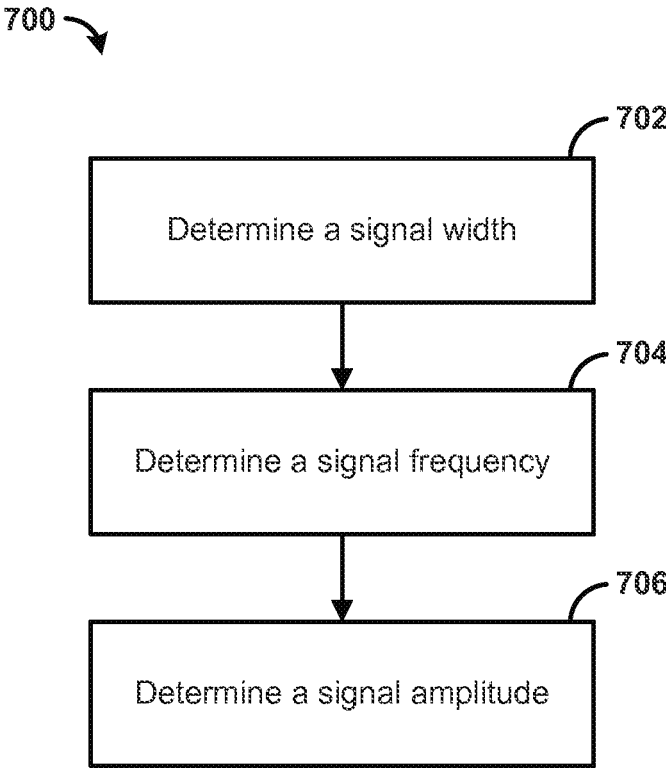 700
702
Determine a signal width
704
Determine a signal frequency
706
Determine a signal amplitude